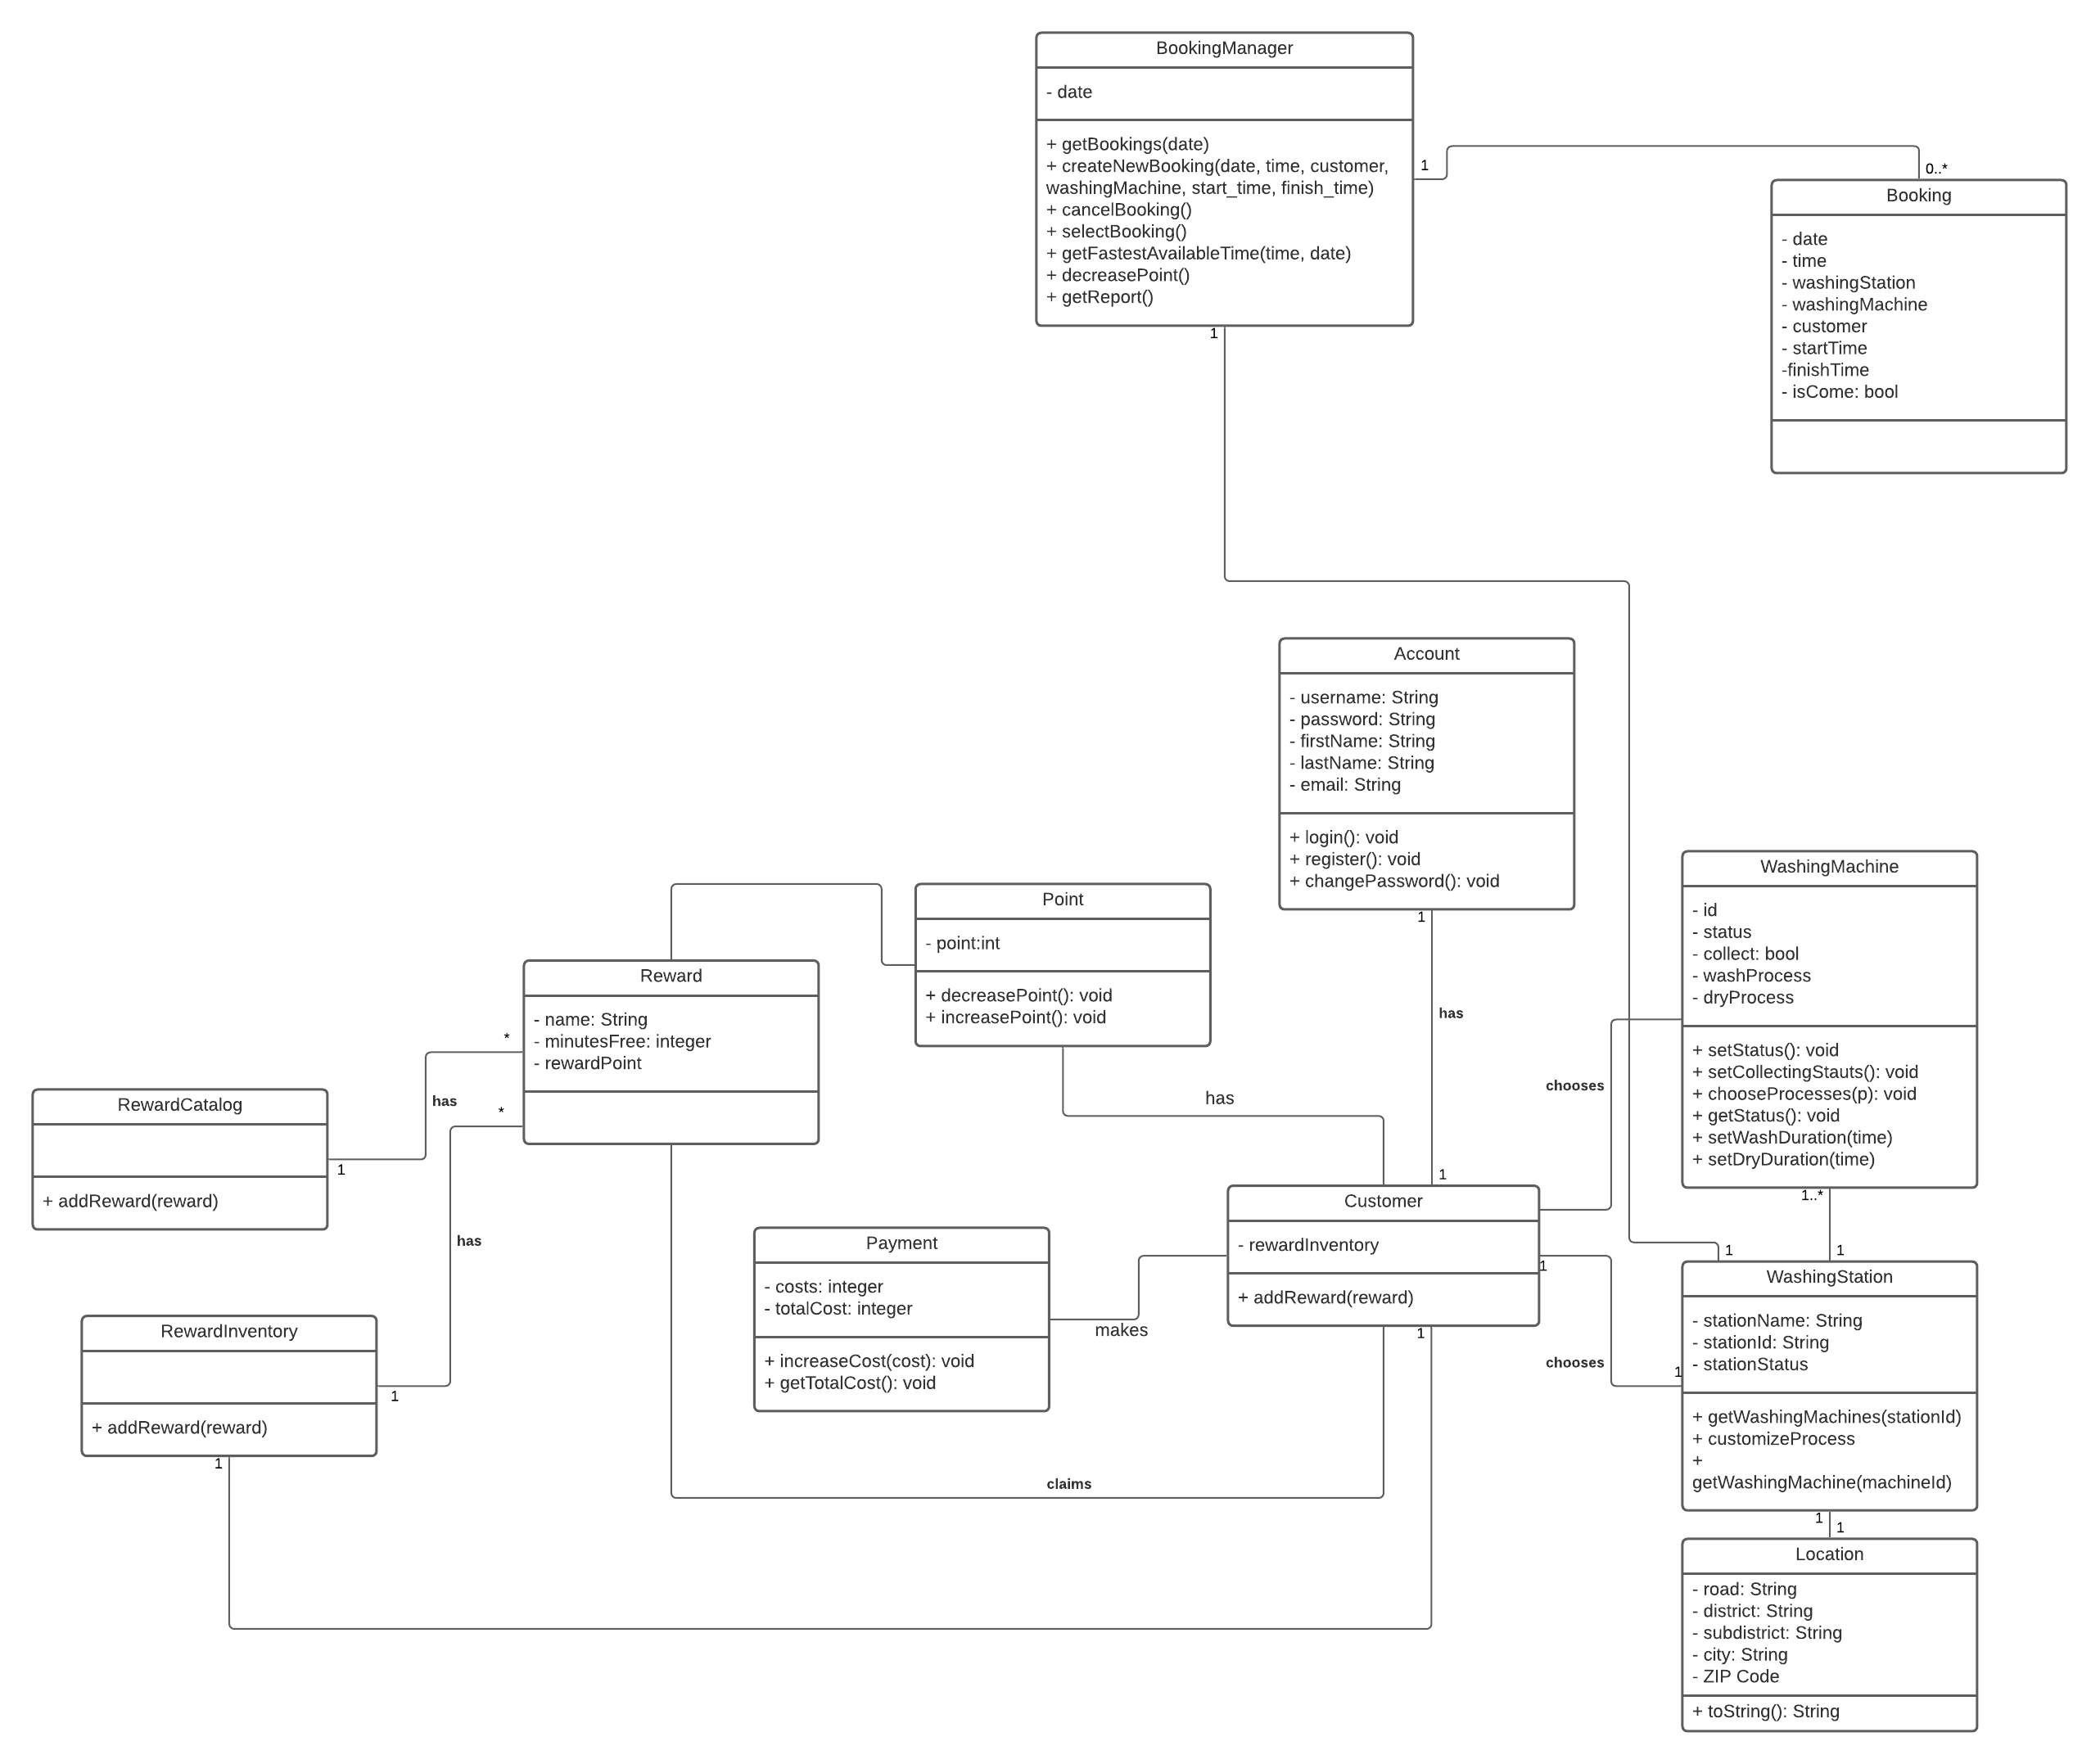 BookingManager
- date
+ getBookings(date)
+ createNewBooking(date, time, customer,
washingMachine, start_time, finish_time)
+ cancelBooking()
+ selectBooking()
+ getFastestAvailableTime(time, date)
+ decreasePoint()
+ getReport()
1
0..*
1
Booking
- date
- time
- washingStation
- washingMachine
- customer
- startTime
-finishTime
- isCome: bool
Account
- username: String
- password: String
- firstName: String
- lastName: String
- email: String
+ login(): void
+ register(): void
+ changePassword(): void
1
has
1
WashingMachine
- id
- status
- collect: bool
- washProcess
- dryProcess
+ setStatus(): void
+ setCollectingStauts(): void
+ chooseProcesses(p): void
+ getStatus(): void
+ setWashDuration(time)
+ setDryDuration(time)
1..*
chooses
1
1
Point
- point:int
+ decreasePoint(): void
+ increasePoint(): void
has
Reward
- name: String
- minutesFree: integer
- rewardPoint
*
*
has
RewardCatalog
+ addReward(reward)
1
has
RewardInventory
+ addReward(reward)
1
1
Payment
- costs: integer
- totalCost: integer
+ increaseCost(cost): void
+ getTotalCost(): void
makes
Customer
- rewardInventory
+ addReward(reward)
1
1
chooses
1
claims
WashingStation
- stationName: String
- stationId: String
- stationStatus
+ getWashingMachines(stationId)
+ customizeProcess
+
getWashingMachine(machineId)
1
1
Location
- road: String
- district: String
- subdistrict: String
- city: String
- ZIP Code
+ toString(): String